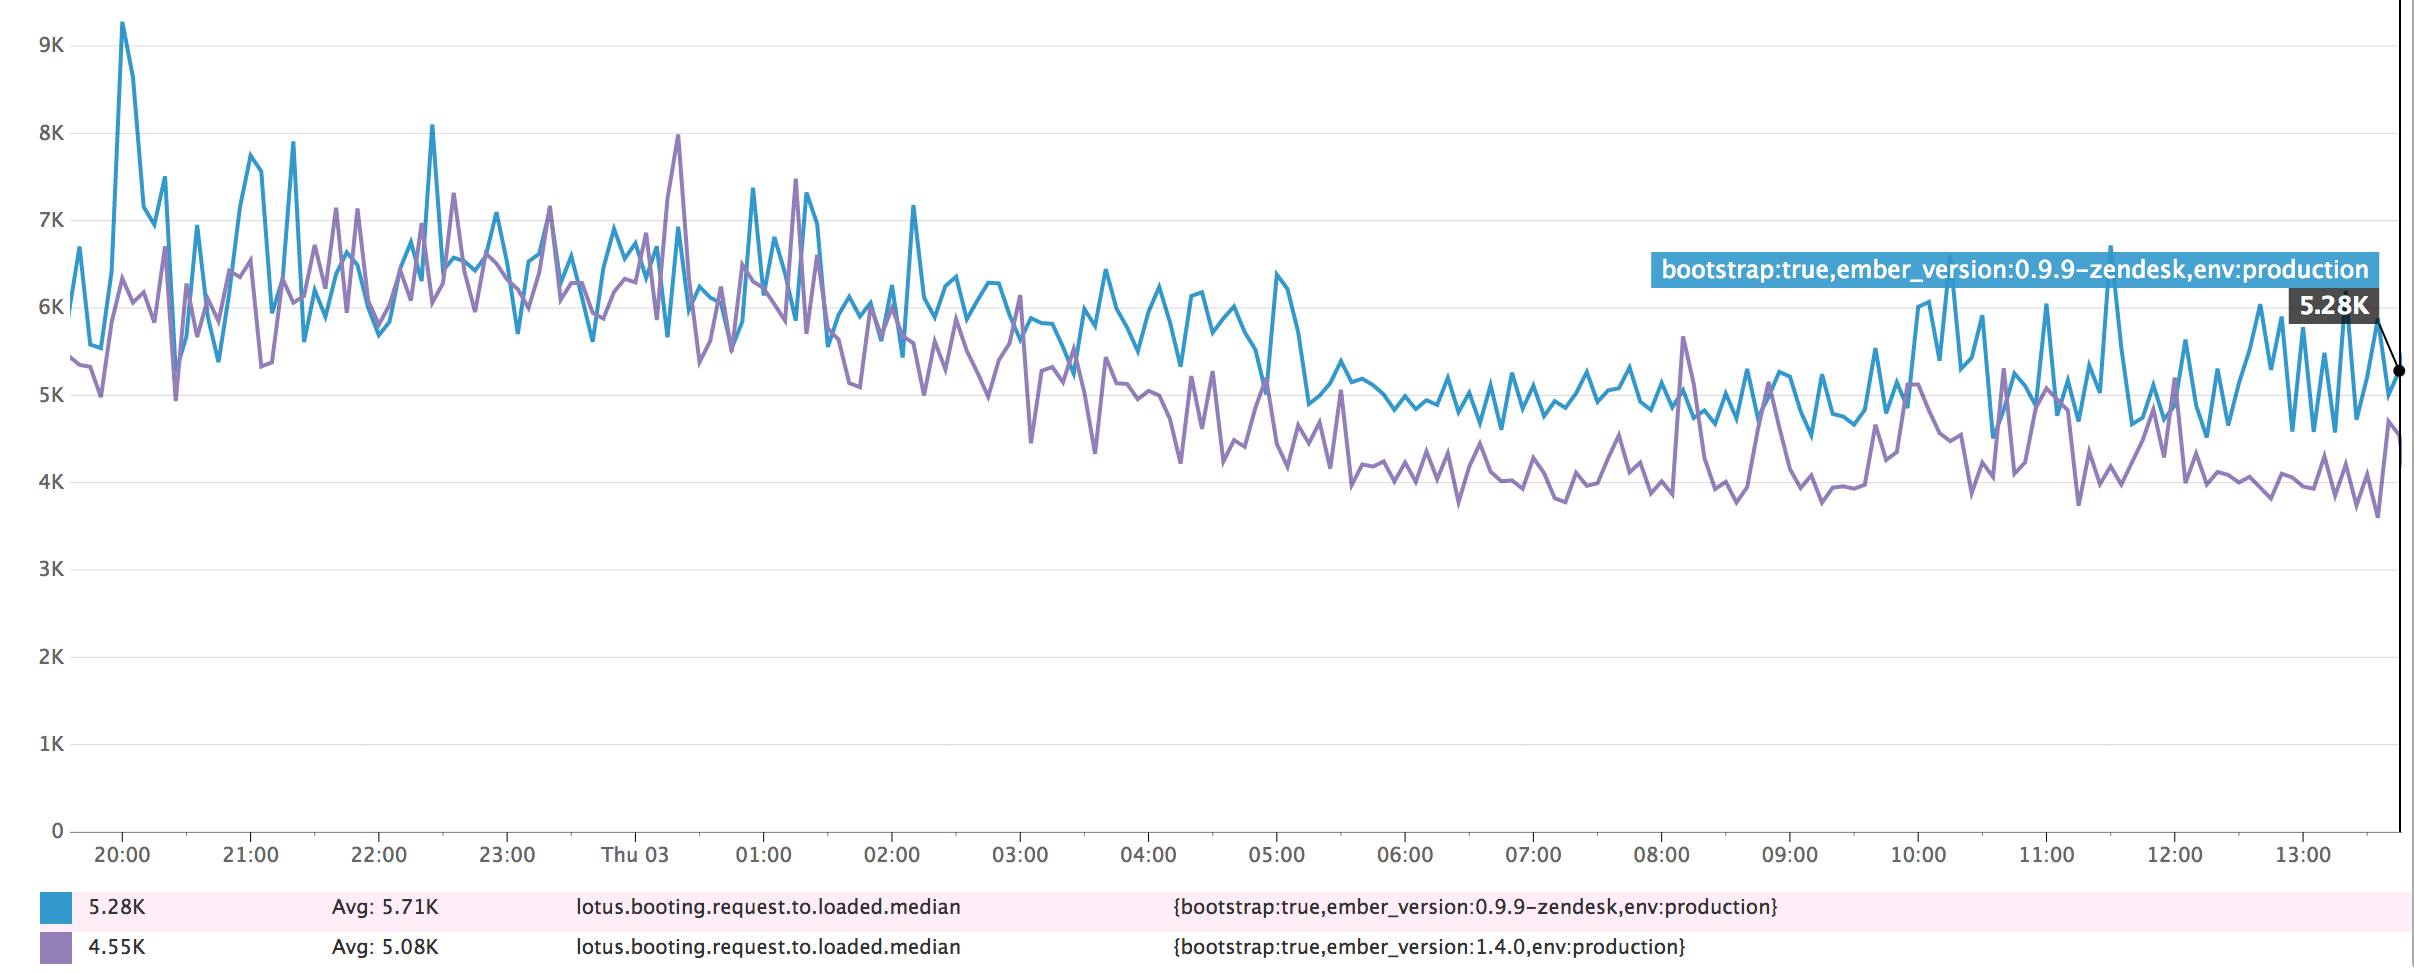 9K
8K
7K
6K
5K
4K
3K
2K
1K
0
bootstrap:true,ember_version:0.9.9-zendesk,env:production
5.28K
20:00 21:00 22:00 23:00 Thu 03 01:00 02:00 03:00 04:00 05:00 06:00 07:00 08:00 09:00 10:00 11:00 12:00 13:00
5.28K Avg: 5.71K lotus.booting.request.to.loaded.median {bootstrap:true,ember_version:0.9.9-zendesk,env:production}
4.55K Avg: 5.08K lotus.booting.request.to.loaded.median {bootstrap:true,ember_version:1.4.0,env:production}